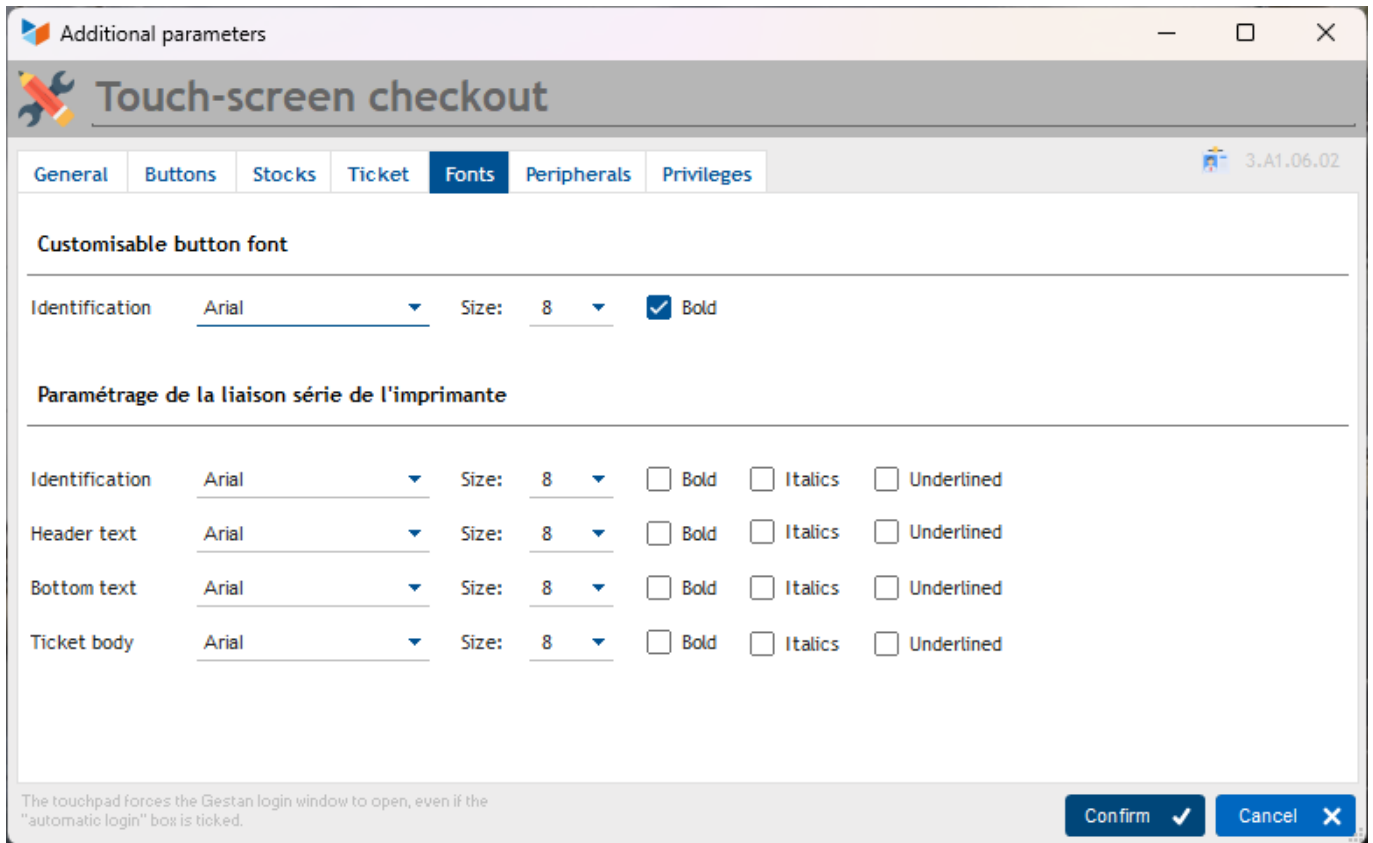 Additional parameters
Touch-screen checkout
General Buttons Stocks Ticket Fonts Peripherals Privileges 3.A1.06.02
Customisable button font
Identification Arial Size: 8 Bold
Paramétrage de la liaison série de l'imprimante
Identification Arial Size: 8 Bold Italics Underlined
Header text Arial Size: 8 Bold Italics Underlined
Bottom text Arial Size: 8 Bold Italics Underlined
Ticket body Arial Size: 8 Bold Italics Underlined
The touchpad forces the Gestan login window to open, even if the
"automatic login" box is ticked.
Confirm Cancel